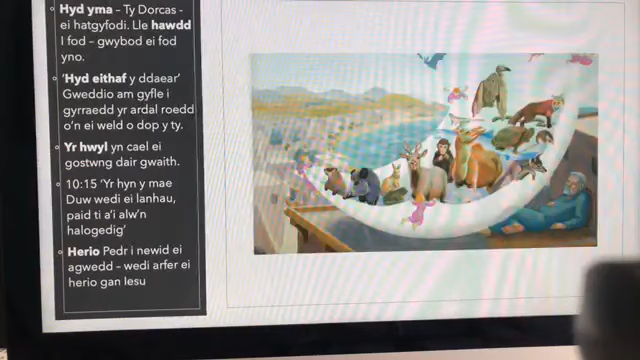 Hyd yma – Ty Dorcas -
ei hatgyfodi. Lle hawdd
I fod – gwybod ei fod
yno.
'Hyd eithaf y ddaear'
Gweddio am gyfle i
gyrraedd yr ardal roedd
o'n ei weld o dop y ty.
Yr hwyl yn cael ei
gostwng dair gwaith.
10:15 'Yr hyn y mae
Duw wedi ei lanhau,
paid ti a'i alw'n
halogedig'
Herio Pedr i newid ei
agwedd – wedi arfer ei
herio gan Iesu